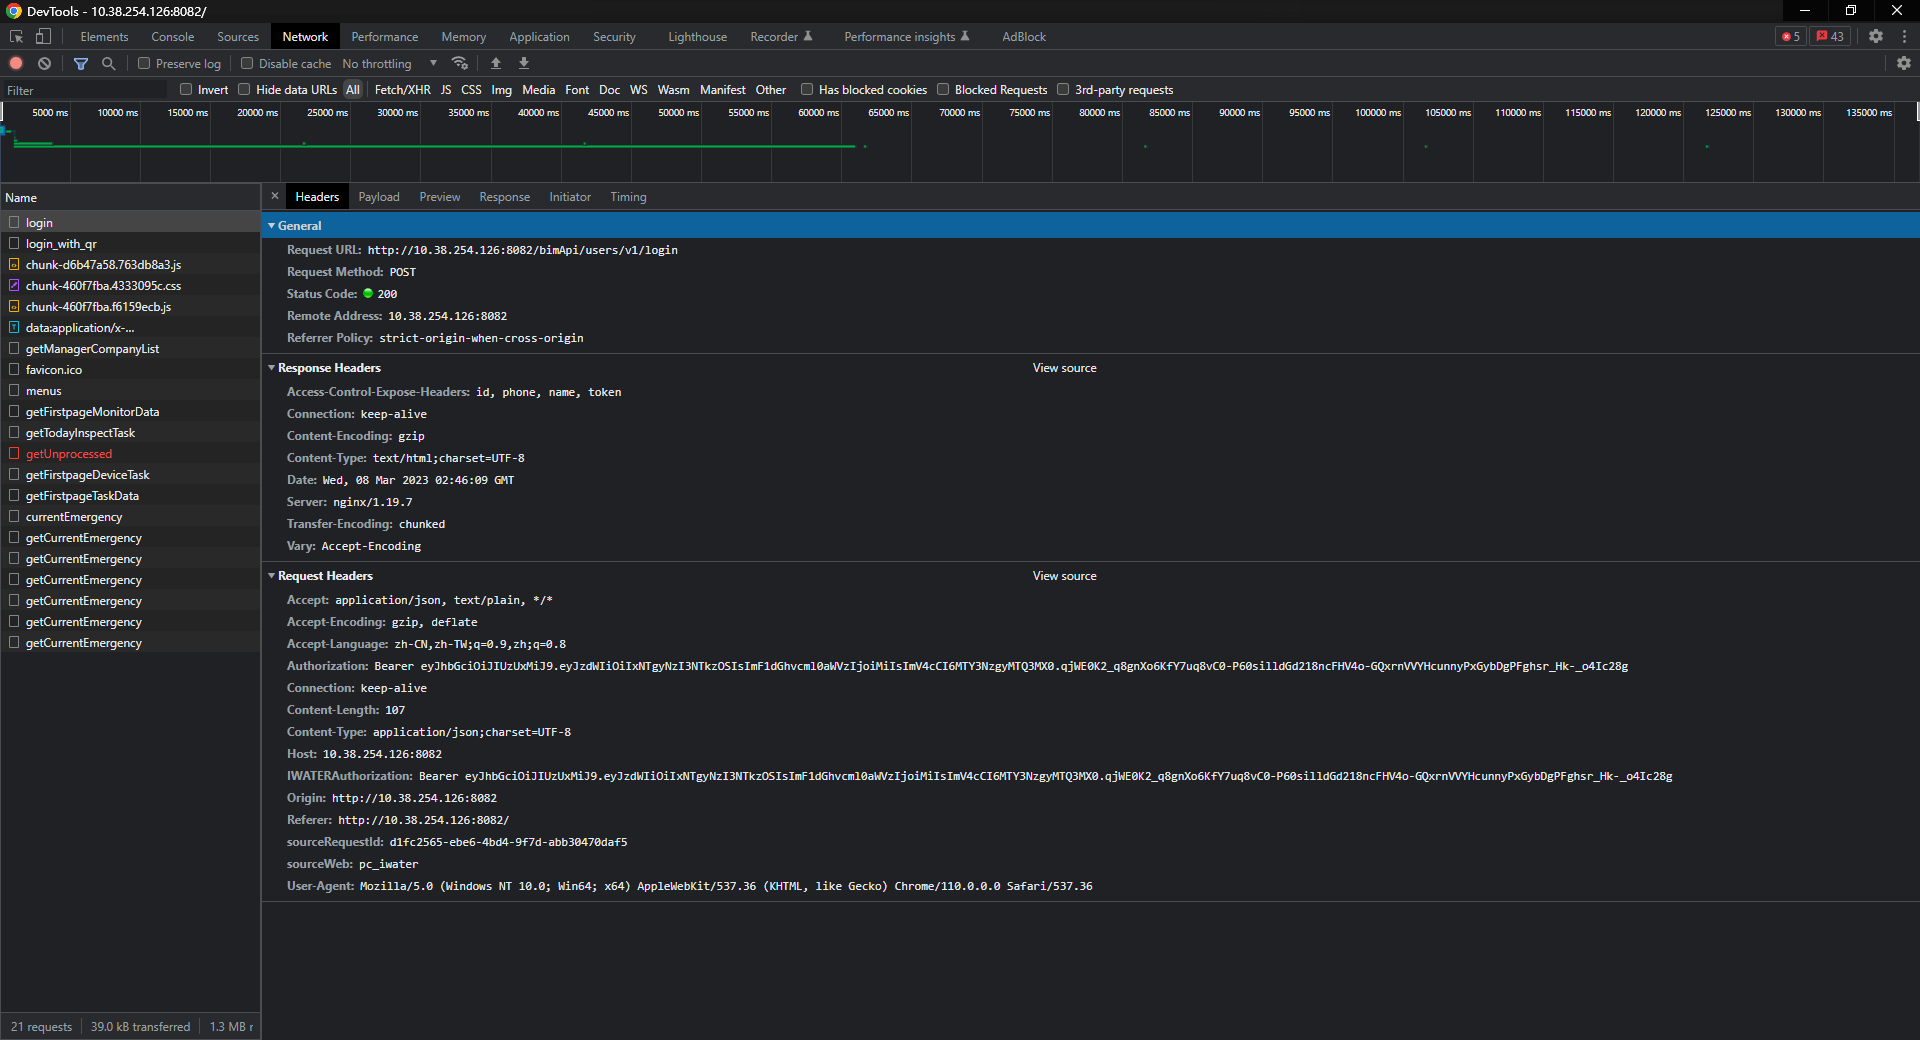 DevTools - 10.38.254.126:8082/
Elements Console Sources Network Performance Memory Application Security Lighthouse Recorder Performance insights AdBlock 5 43
Preserve log Disable cache No throttling
Filter Invert Hide data URLs All Fetch/XHR JS CSS Img Media Font Doc WS Wasm Manifest Other Has blocked cookies Blocked Requests 3rd-party requests
5000 ms 10000 ms 15000 ms 20000 ms 25000 ms 30000 ms 35000 ms 40000 ms 45000 ms 50000 ms 55000 ms 60000 ms 65000 ms 70000 ms 75000 ms 80000 ms 85000 ms 90000 ms 95000 ms 100000 ms 105000 ms 110000 ms 115000 ms 120000 ms 125000 ms 130000 ms 135000 ms
Name
login
login_with_qr
chunk-d6b47a58.763db8a3.js
chunk-460f7fba.4333095c.css
chunk-460f7fba.f6159ecb.js
data:application/x-...
getManagerCompanyList
favicon.ico
menus
getFirstpageMonitorData
getTodayInspectTask
getUnprocessed
getFirstpageDeviceTask
getFirstpageTaskData
currentEmergency
getCurrentEmergency
getCurrentEmergency
getCurrentEmergency
getCurrentEmergency
getCurrentEmergency
getCurrentEmergency
21 requests 39.0 kB transferred 1.3 MB r
Headers Payload Preview Response Initiator Timing
General
Request URL: http://10.38.254.126:8082/bimApi/users/v1/login
Request Method: POST
Status Code: 200
Remote Address: 10.38.254.126:8082
Referrer Policy: strict-origin-when-cross-origin
Response Headers View source
Access-Control-Expose-Headers: id, phone, name, token
Connection: keep-alive
Content-Encoding: gzip
Content-Type: text/html;charset=UTF-8
Date: Wed, 08 Mar 2023 02:46:09 GMT
Server: nginx/1.19.7
Transfer-Encoding: chunked
Vary: Accept-Encoding
Request Headers View source
Accept: application/json, text/plain, */*
Accept-Encoding: gzip, deflate
Accept-Language: zh-CN,zh-TW;q=0.9,zh;q=0.8
Authorization: Bearer eyJhbGciOiJIUzUxMiJ9.eyJzdWIiOiIxNTgyNzI3NTkzOSIsImF1dGhvcml0aWVzIjoiMiIsImV4cCI6MTY3NzgyMTQ3MX0.qjWE0K2_q8gnXo6KfY7uq8vC0-P60silldGd218ncFHV4o-GQxrnVVYHcunnyPxGybDgPFghsr_Hk-_o4Ic28g
Connection: keep-alive
Content-Length: 107
Content-Type: application/json;charset=UTF-8
Host: 10.38.254.126:8082
IWATERAuthorization: Bearer eyJhbGciOiJIUzUxMiJ9.eyJzdWIiOiIxNTgyNzI3NTkzOSIsImF1dGhvcml0aWVzIjoiMiIsImV4cCI6MTY3NzgyMTQ3MX0.qjWE0K2_q8gnXo6KfY7uq8vC0-P60silldGd218ncFHV4o-GQxrnVVYHcunnyPxGybDgPFghsr_Hk-_o4Ic28g
Origin: http://10.38.254.126:8082
Referer: http://10.38.254.126:8082/
sourceRequestId: d1fc2565-ebe6-4bd4-9f7d-abb30470daf5
sourceWeb: pc_iwater
User-Agent: Mozilla/5.0 (Windows NT 10.0; Win64; x64) AppleWebKit/537.36 (KHTML, like Gecko) Chrome/110.0.0.0 Safari/537.36